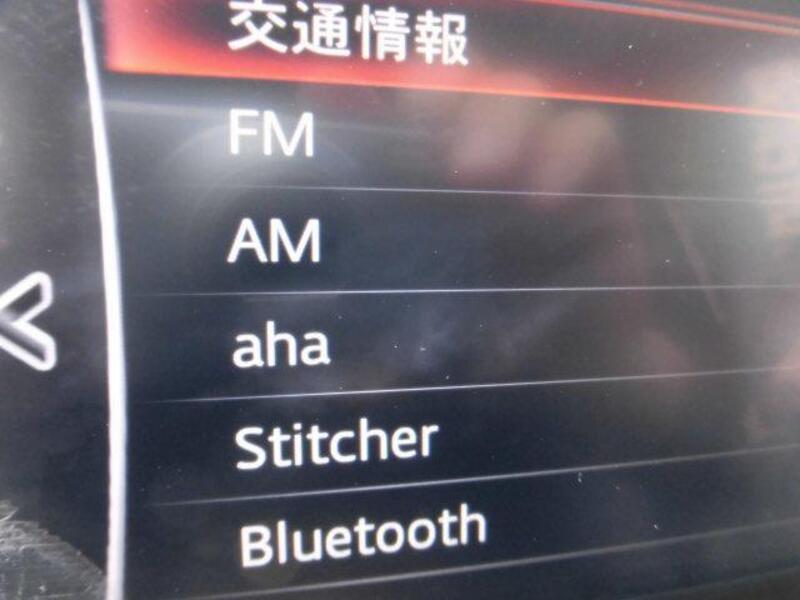 交通情報
FM
AM
aha
Stitcher
Bluetooth